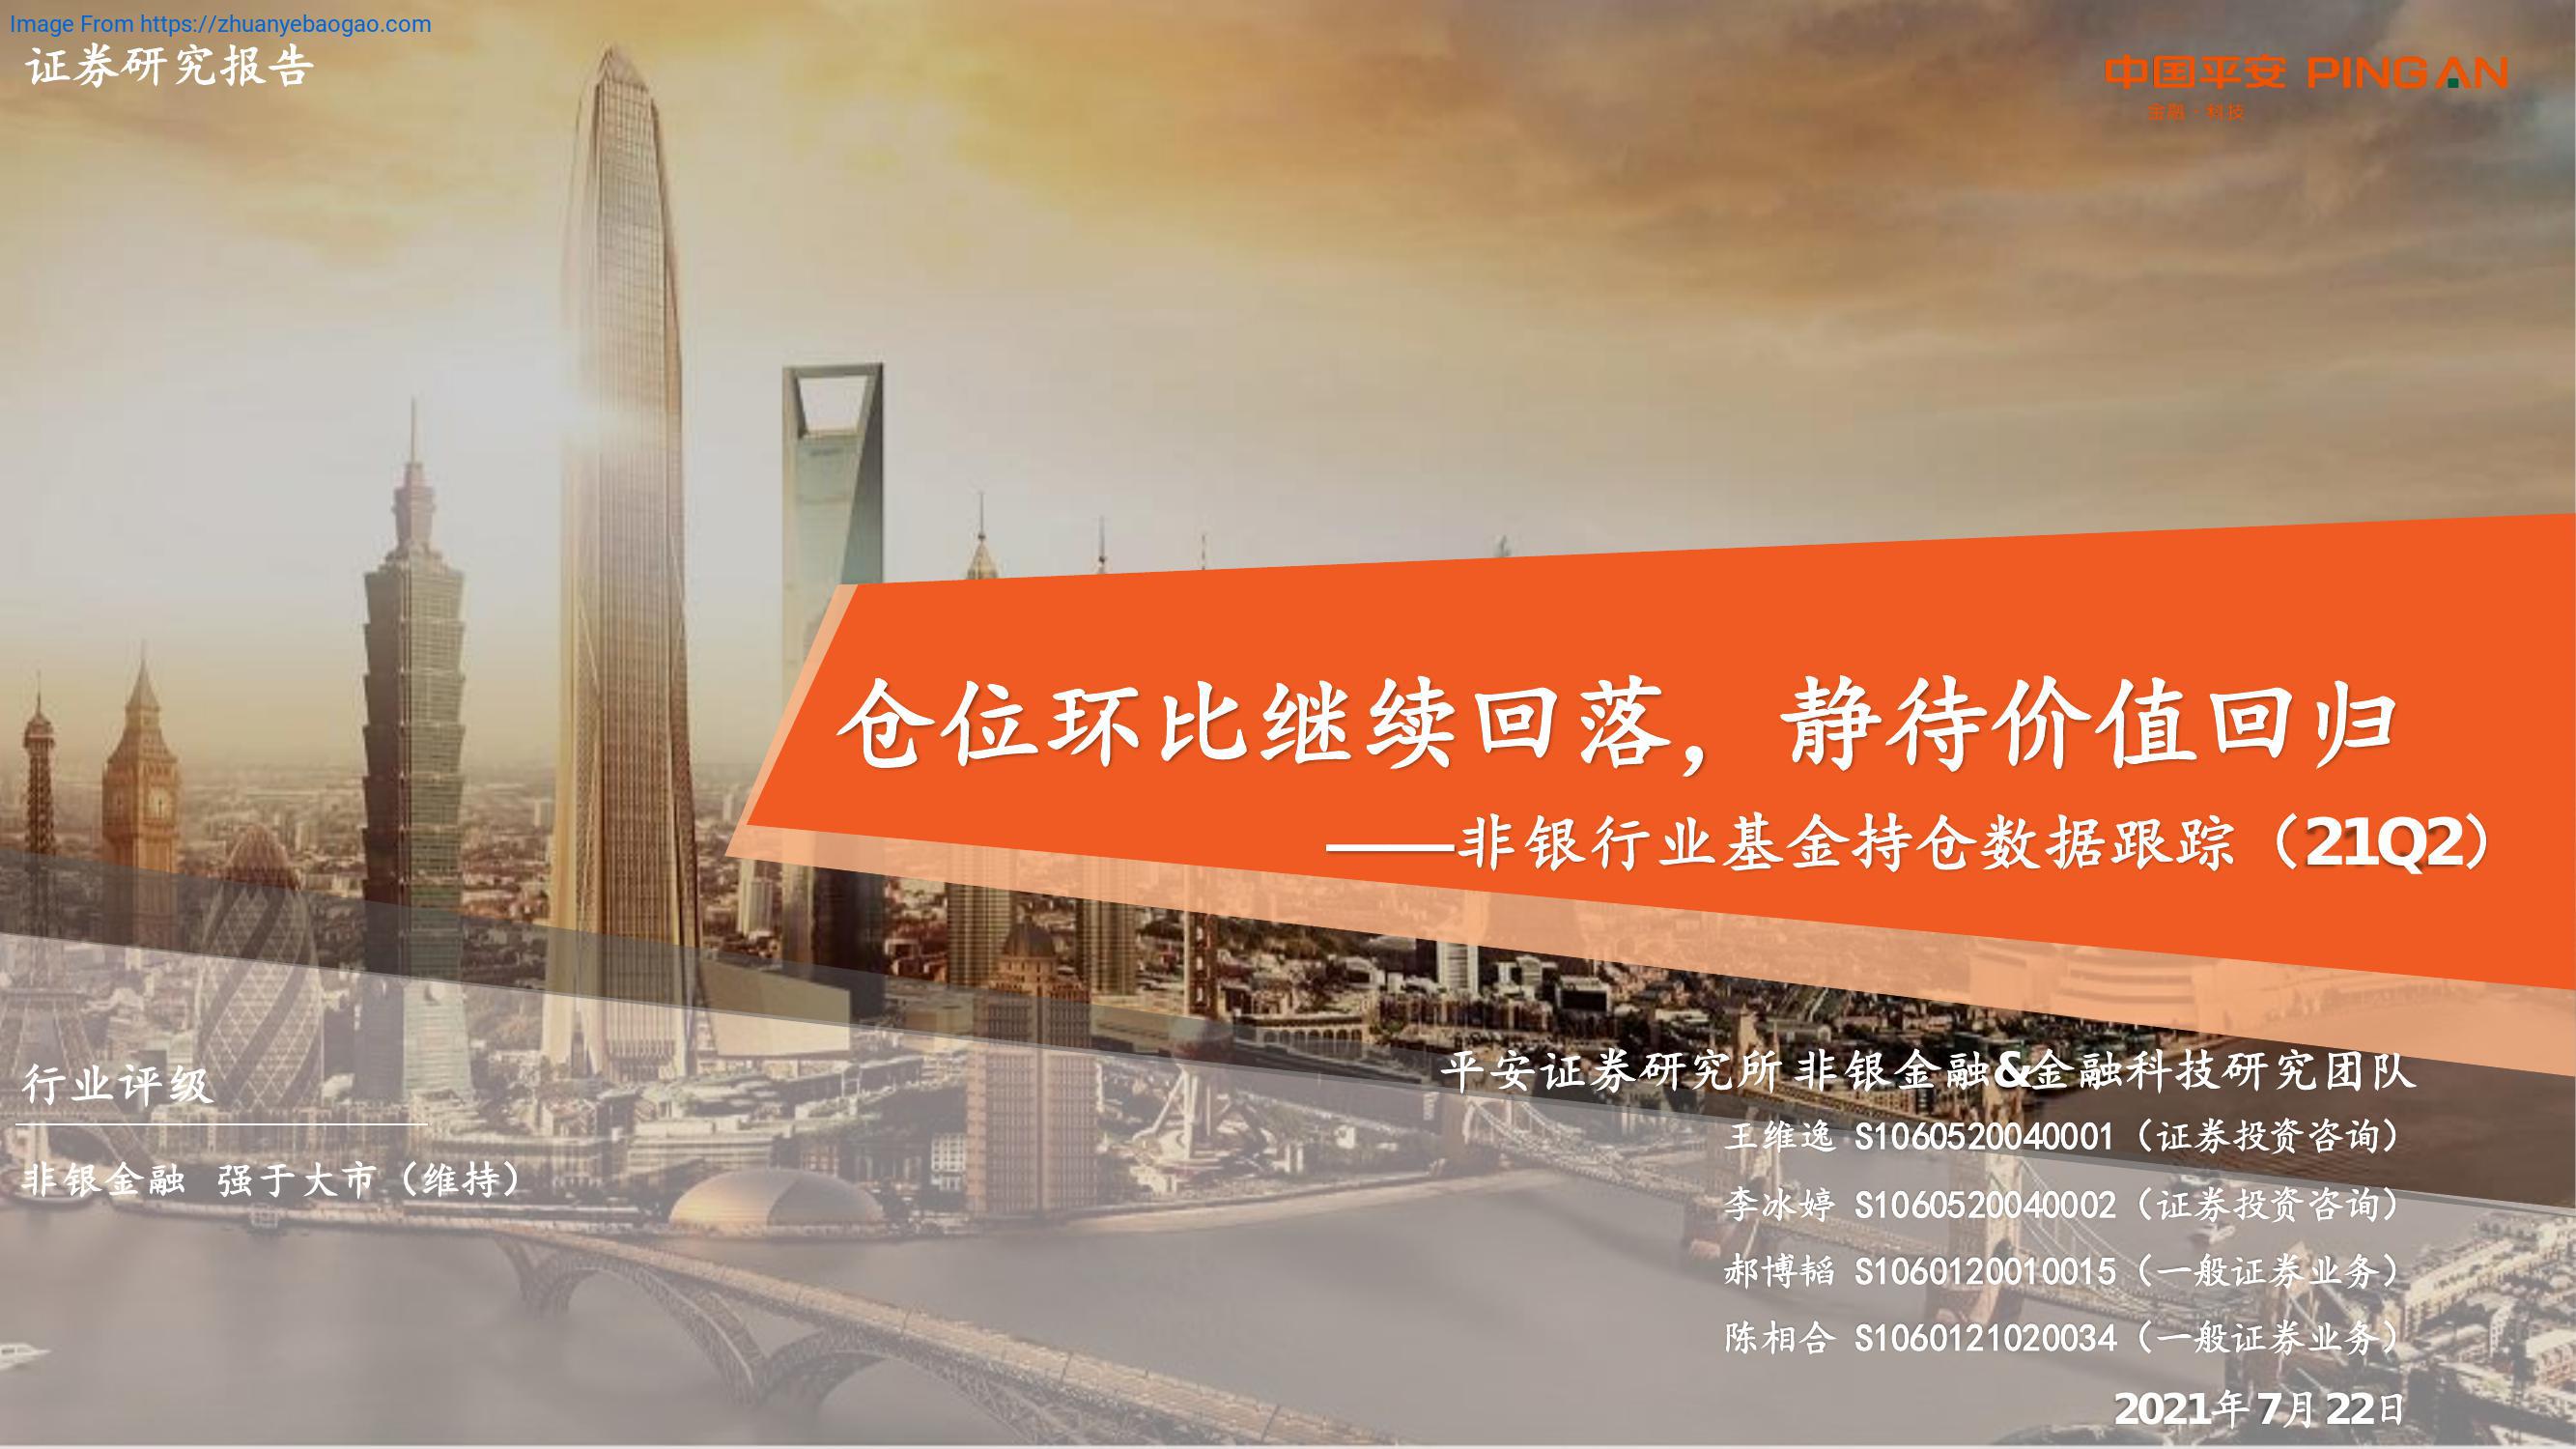 Image From https://zhuanyebaogao.com
证券研究报告
中国平安 PING AN
金融·科技
仓位环比继续回落，静待价值回归
——非银行业基金持仓数据跟踪（21Q2）
平安证券研究所 非银金融&金融科技研究团队
行业评级
王维逸 S1060520040001（证券投资咨询）
非银金融 强于大市（维持）
李冰婷 S1060520040002（证券投资咨询）
郝博韬 S1060120010015（一般证券业务）
陈相合 S1060121020034（一般证券业务）
2021年7月22日